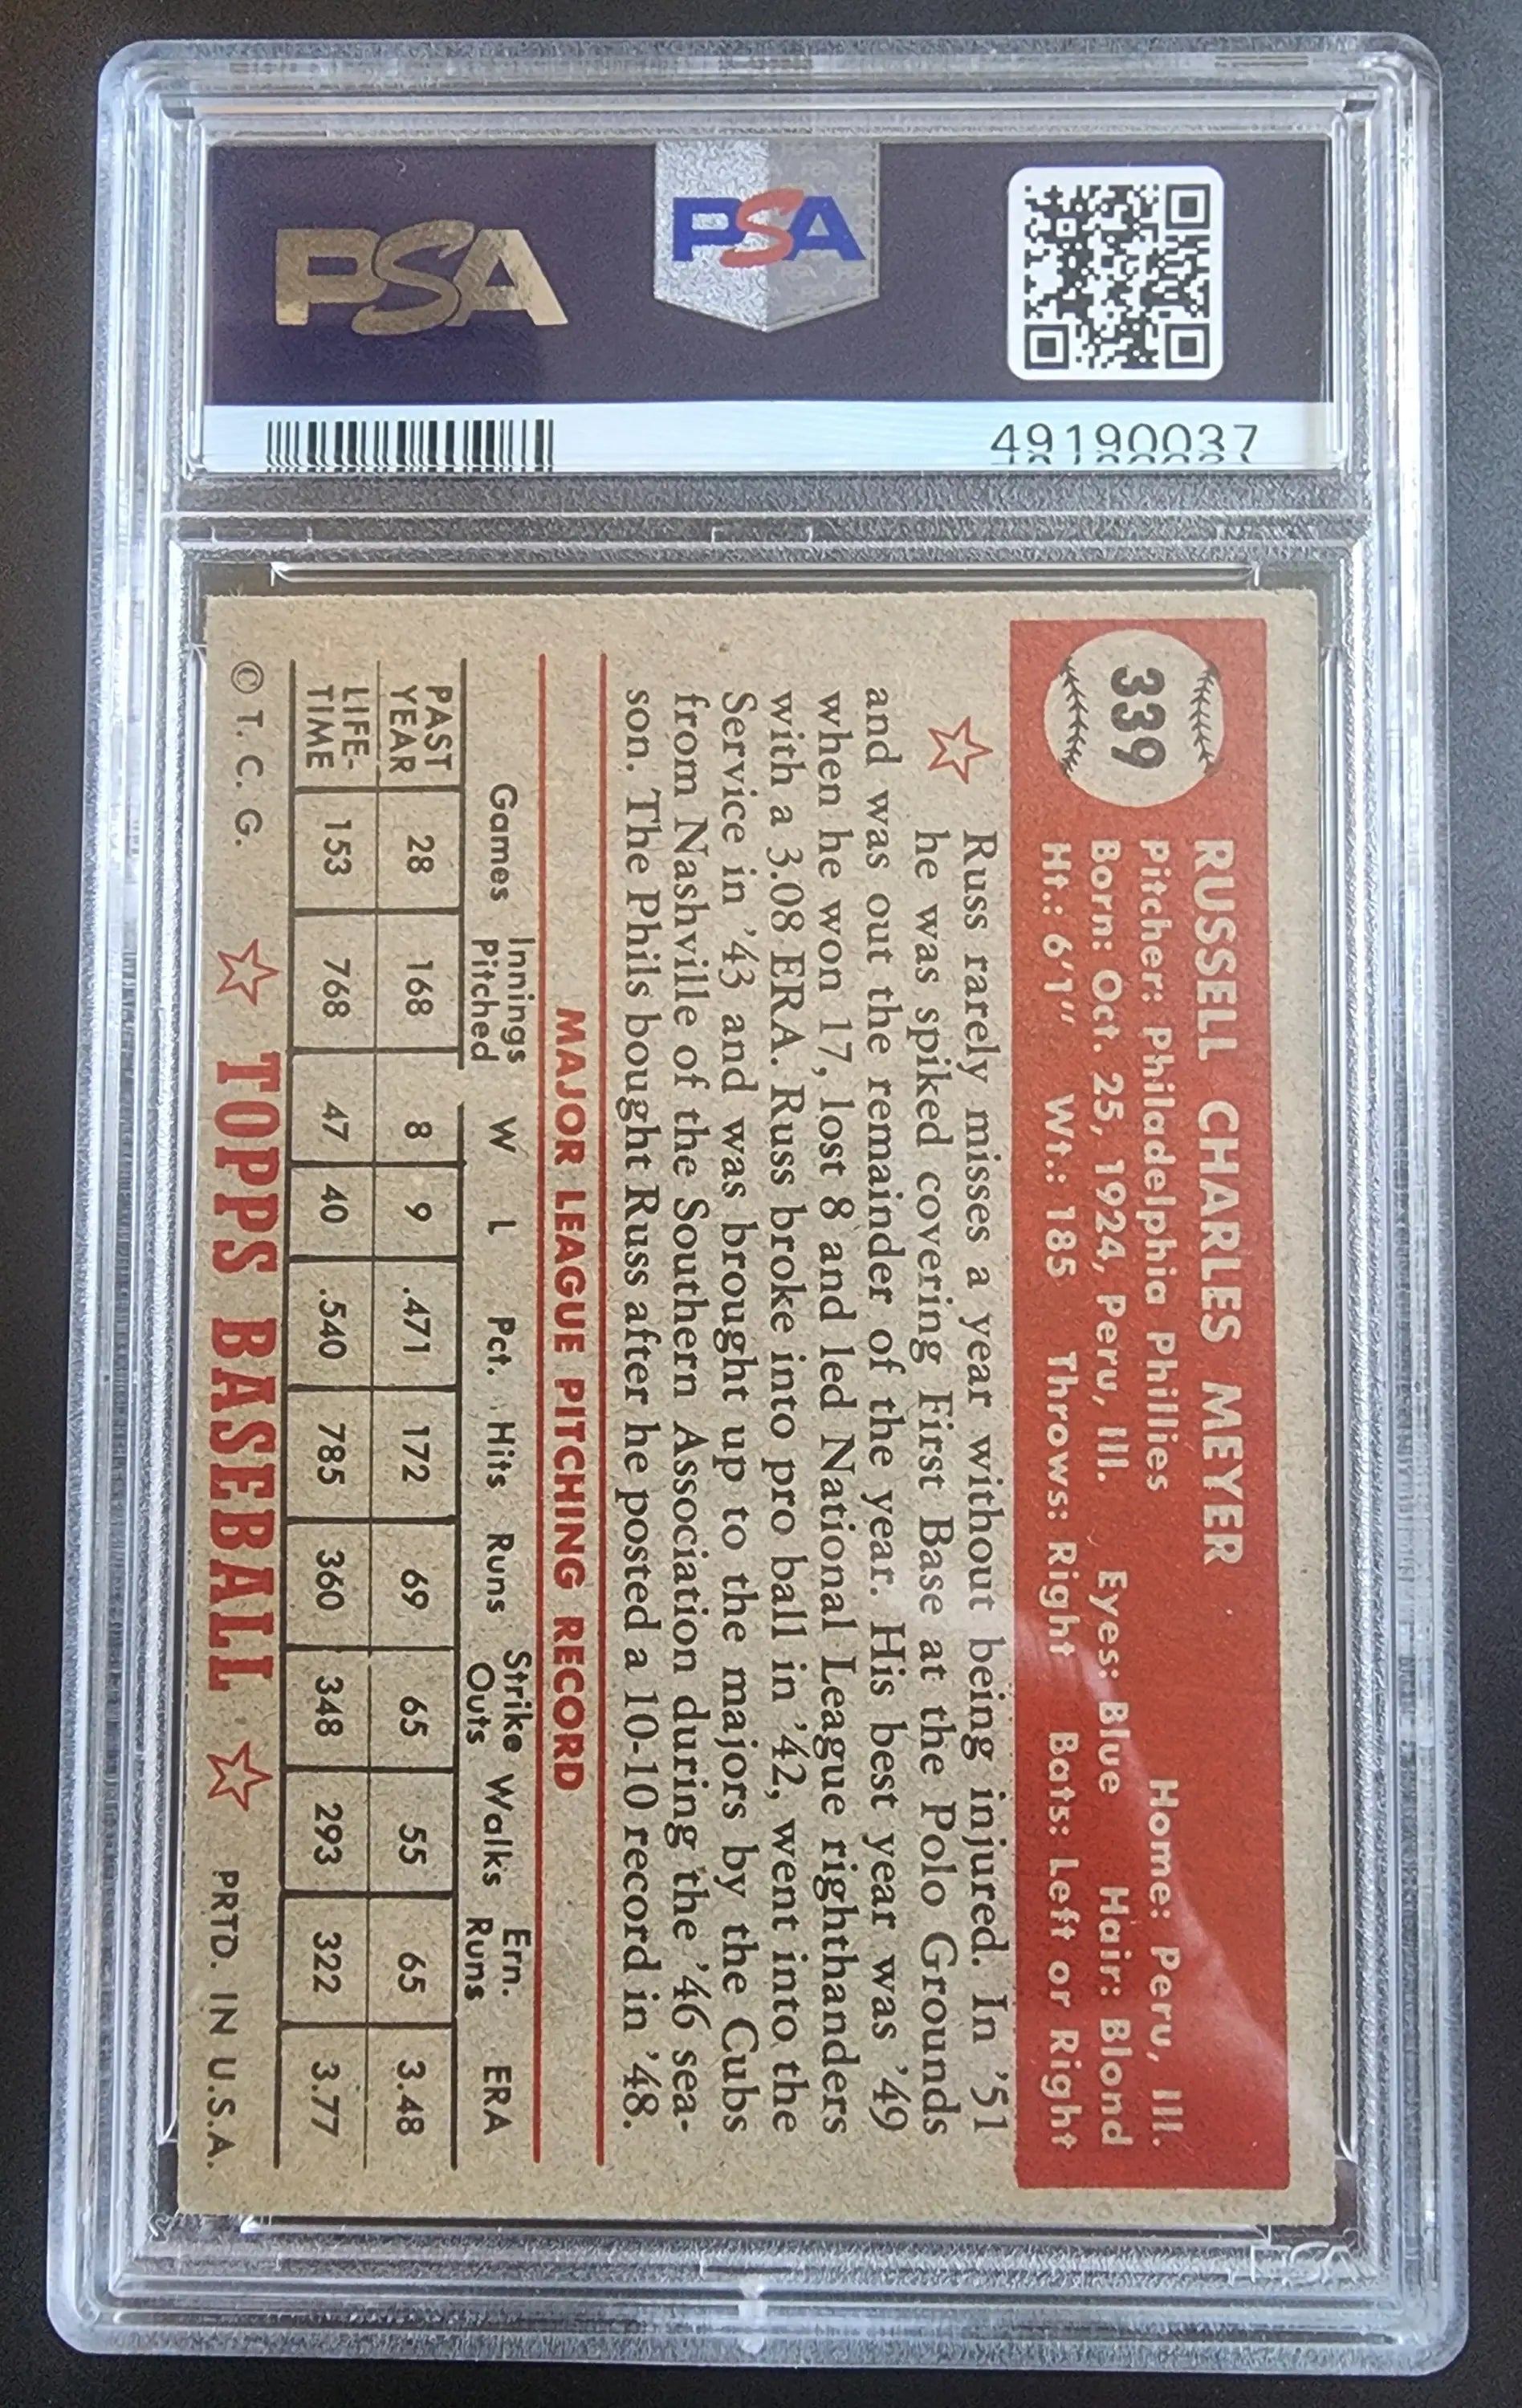 PSA
PSA
49190037
339
RUSSELL CHARLES MEYER
Pitcher: Philadelphia Phillies Home: Peru, Ill.
Born: Oct. 25, 1924, Peru, Ill. Eyes: Blue Hair: Blond
Ht.: 6'1" Wt.: 185 Throws: Right Bats: Left or Right
Russ rarely misses a year without being injured. In '51
he was spiked covering First Base at the Polo Grounds
and was out the remainder of the year. His best year was '49
when he won 17, lost 8 and led National League righthanders
with a 3.08 ERA. Russ broke into pro ball in '42, went into the
Service in '43 and was brought up to the majors by the Cubs
from Nashville of the Southern Association during the '46 sea-
son. The Phils bought Russ after he posted a 10-10 record in '48.
MAJOR LEAGUE PITCHING RECORD
Games Innings Pitched W L Pct. Hits Runs Strike Outs Walks Ern. Runs ERA
PAST YEAR 28 168 8 9 .471 172 69 65 55 65 3.48
LIFE-TIME 153 768 47 40 .540 785 360 348 293 322 3.77
© T. C. G. TOPPS BASEBALL PRTD. IN U.S.A.
PSA